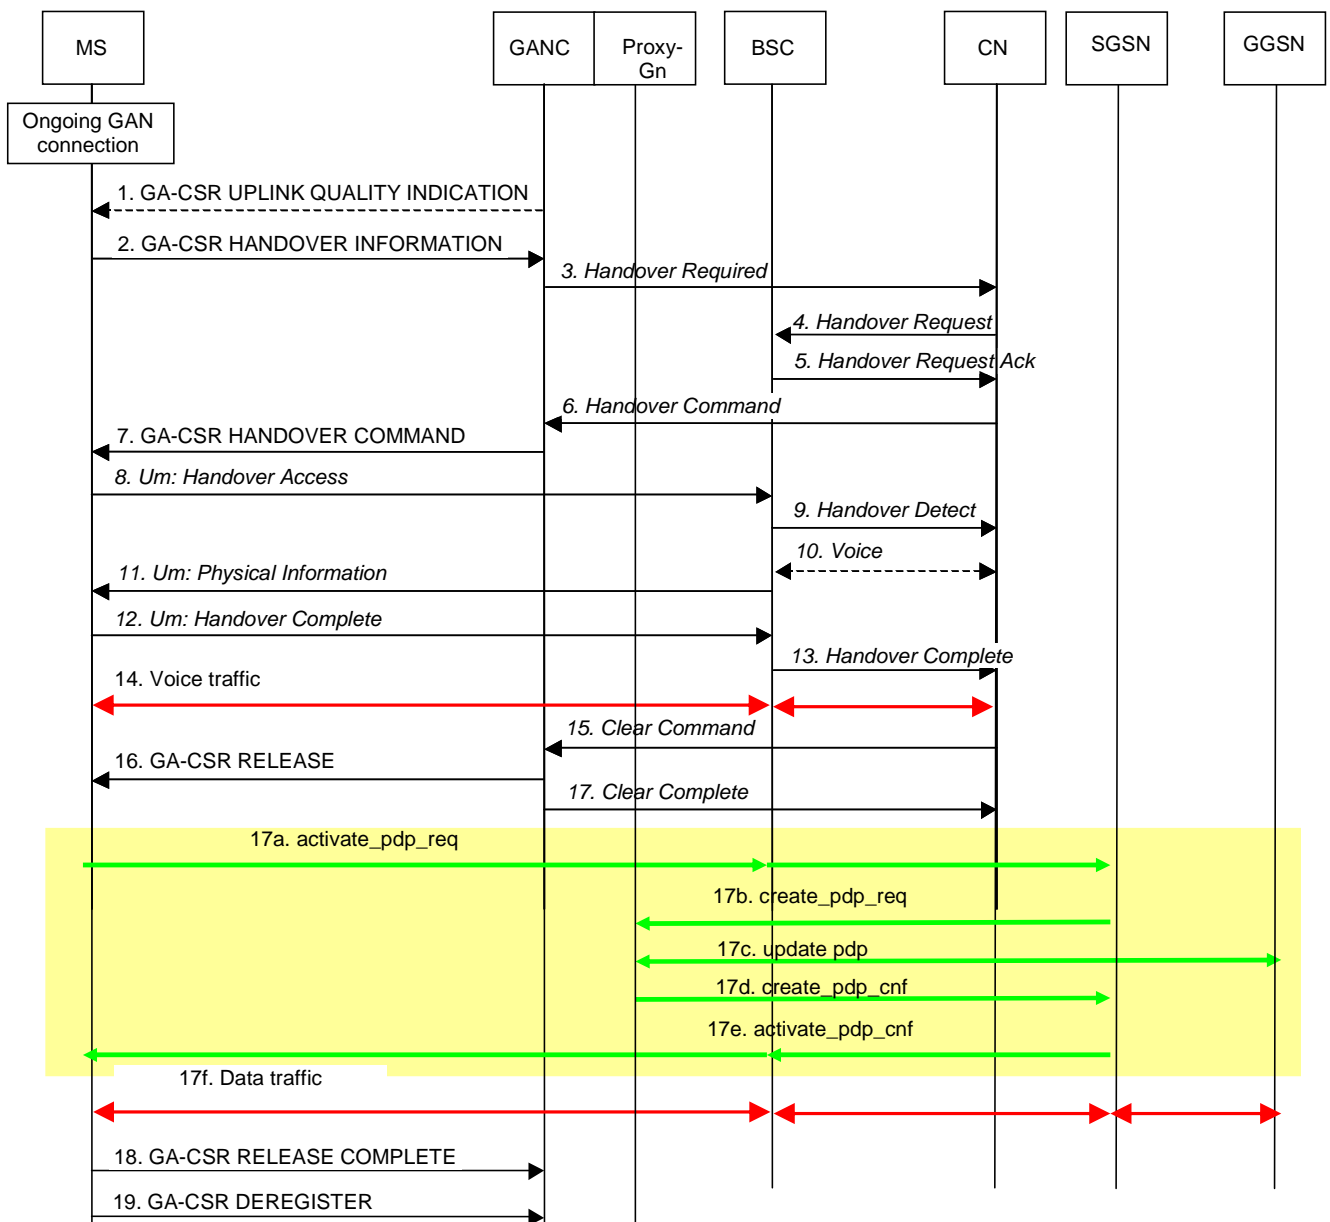 MS
GANC
Proxy-
Gn
BSC
CN
SGSN
GGSN
Ongoing GAN
connection
1. GA-CSR UPLINK QUALITY INDICATION
2. GA-CSR HANDOVER INFORMATION
3. Handover Required
4. Handover Request
5. Handover Request Ack
6. Handover Command
7. GA-CSR HANDOVER COMMAND
8. Um: Handover Access
9. Handover Detect
10. Voice
11. Um: Physical Information
12. Um: Handover Complete
13. Handover Complete
14. Voice traffic
15. Clear Command
16. GA-CSR RELEASE
17. Clear Complete
17a. activate_pdp_req
17b. create_pdp_req
17c. update pdp
17d. create_pdp_cnf
17e. activate_pdp_cnf
17f. Data traffic
18. GA-CSR RELEASE COMPLETE
19. GA-CSR DEREGISTER